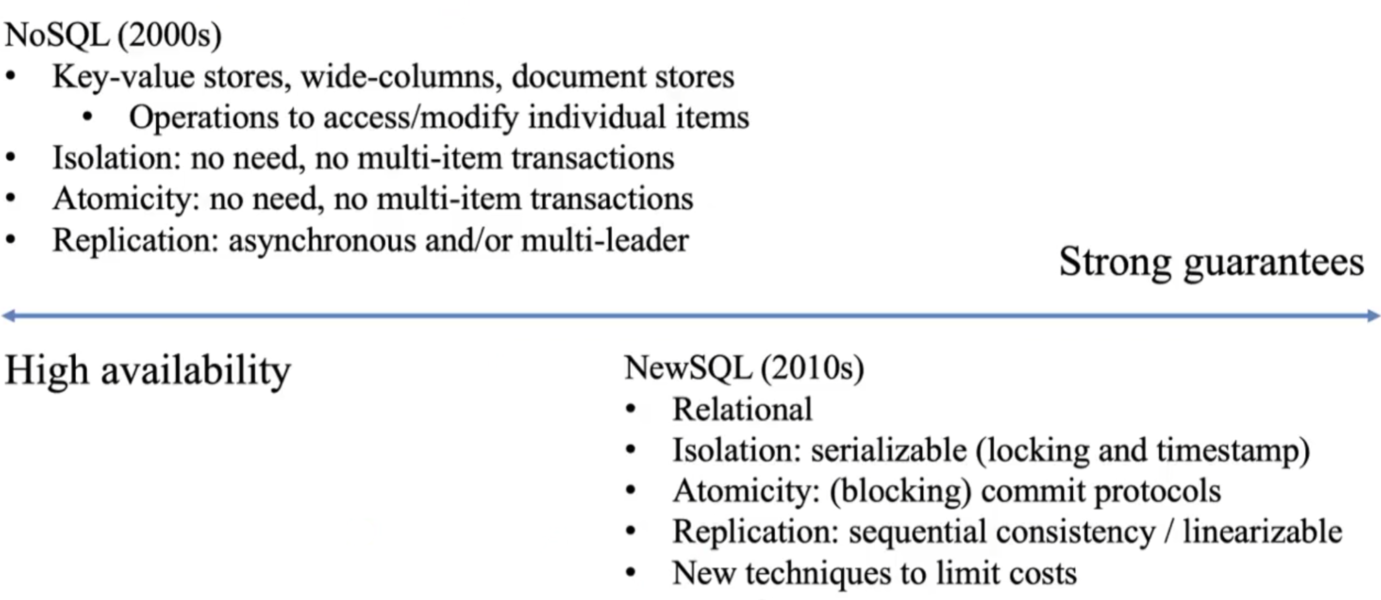 NoSQL (2000s)
• Key-value stores, wide-columns, document stores
• Operations to access/modify individual items
• Isolation: no need, no multi-item transactions
• Atomicity: no need, no multi-item transactions
• Replication: asynchronous and/or multi-leader
Strong guarantees
High availability
NewSQL (2010s)
• Relational
• Isolation: serializable (locking and timestamp)
• Atomicity: (blocking) commit protocols
• Replication: sequential consistency / linearizable
• New techniques to limit costs